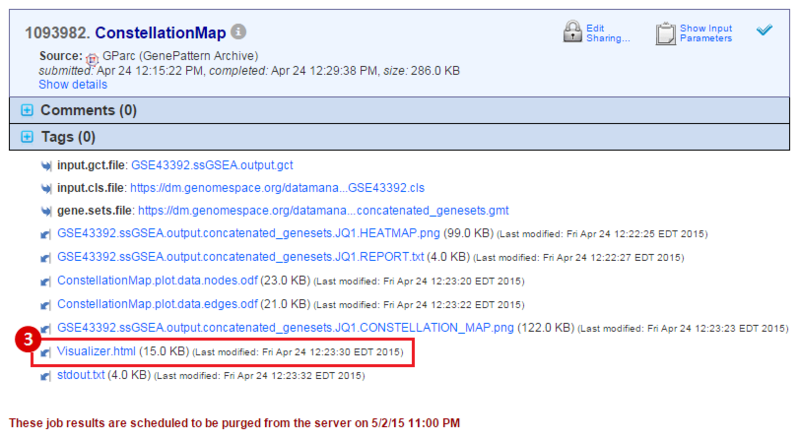 1093982. ConstellationMap i
Edit Sharing...
Show Input Parameters
Source: GParc (GenePattern Archive)
submitted: Apr 24 12:15:22 PM, completed: Apr 24 12:29:38 PM, size: 286.0 KB
Show details
Comments (0)
Tags (0)
input.gct.file: GSE43392.ssGSEA.output.gct
input.cls.file: https://dm.genomespace.org/datamana...GSE43392.cls
gene.sets.file: https://dm.genomespace.org/datamana...concatenated_genesets.gmt
GSE43392.ssGSEA.output.concatenated_genesets.JQ1.HEATMAP.png (99.0 KB) (Last modified: Fri Apr 24 12:22:25 EDT 2015)
GSE43392.ssGSEA.output.concatenated_genesets.JQ1.REPORT.txt (4.0 KB) (Last modified: Fri Apr 24 12:22:27 EDT 2015)
ConstellationMap.plot.data.nodes.odf (23.0 KB) (Last modified: Fri Apr 24 12:23:20 EDT 2015)
ConstellationMap.plot.data.edges.odf (21.0 KB) (Last modified: Fri Apr 24 12:23:22 EDT 2015)
GSE43392.ssGSEA.output.concatenated_genesets.JQ1.CONSTELLATION_MAP.png (122.0 KB) (Last modified: Fri Apr 24 12:23:23 EDT 2015)
3
Visualizer.html (15.0 KB) (Last modified: Fri Apr 24 12:23:30 EDT 2015)
stdout.txt (4.0 KB) (Last modified: Fri Apr 24 12:23:32 EDT 2015)
These job results are scheduled to be purged from the server on 5/2/15 11:00 PM